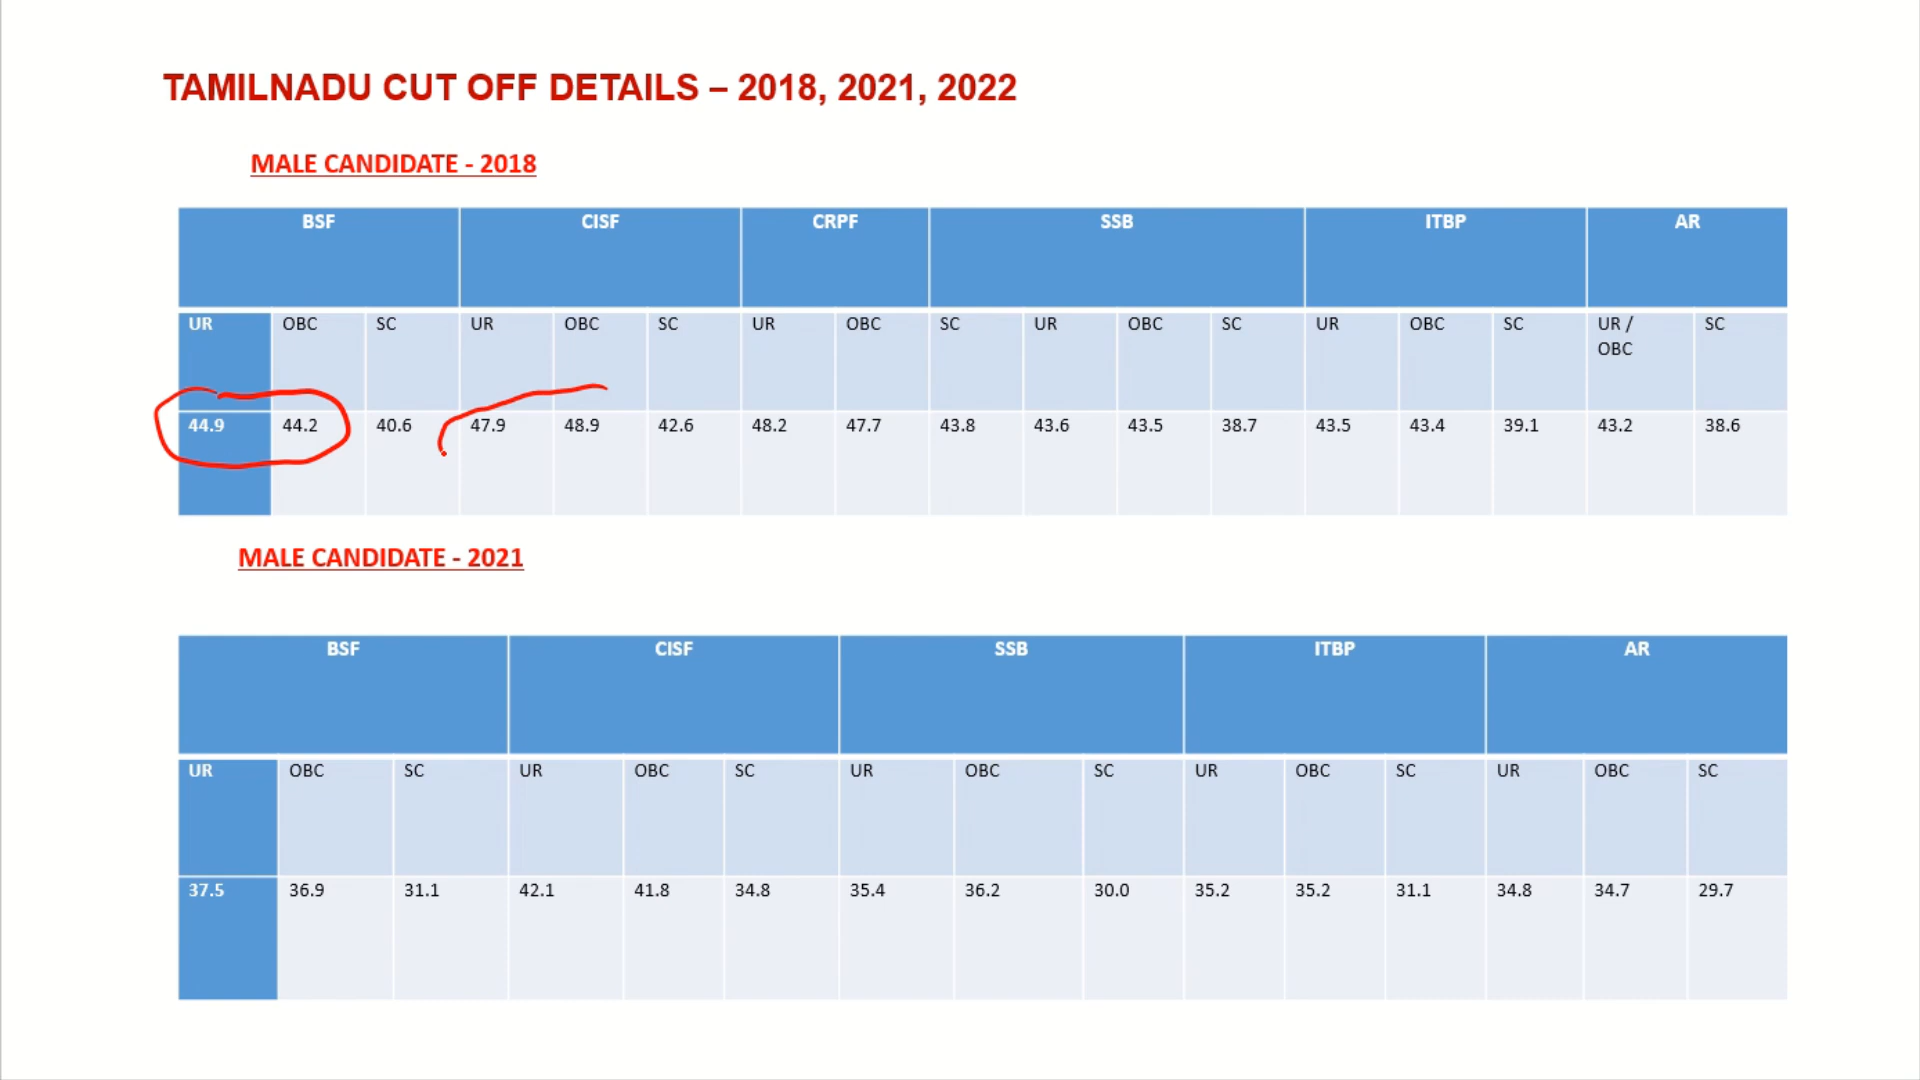 TAMILNADU CUT OFF DETAILS – 2018, 2021, 2022
MALE CANDIDATE - 2018
BSF CISF CRPF SSB ITBP AR
UR OBC SC UR OBC SC UR OBC SC UR OBC SC UR OBC SC UR / OBC SC
44.9 44.2 40.6 47.9 48.9 42.6 48.2 47.7 43.8 43.6 43.5 38.7 43.5 43.4 39.1 43.2 38.6
MALE CANDIDATE - 2021
BSF CISF SSB ITBP AR
UR OBC SC UR OBC SC UR OBC SC UR OBC SC UR OBC SC
37.5 36.9 31.1 42.1 41.8 34.8 35.4 36.2 30.0 35.2 35.2 31.1 34.8 34.7 29.7